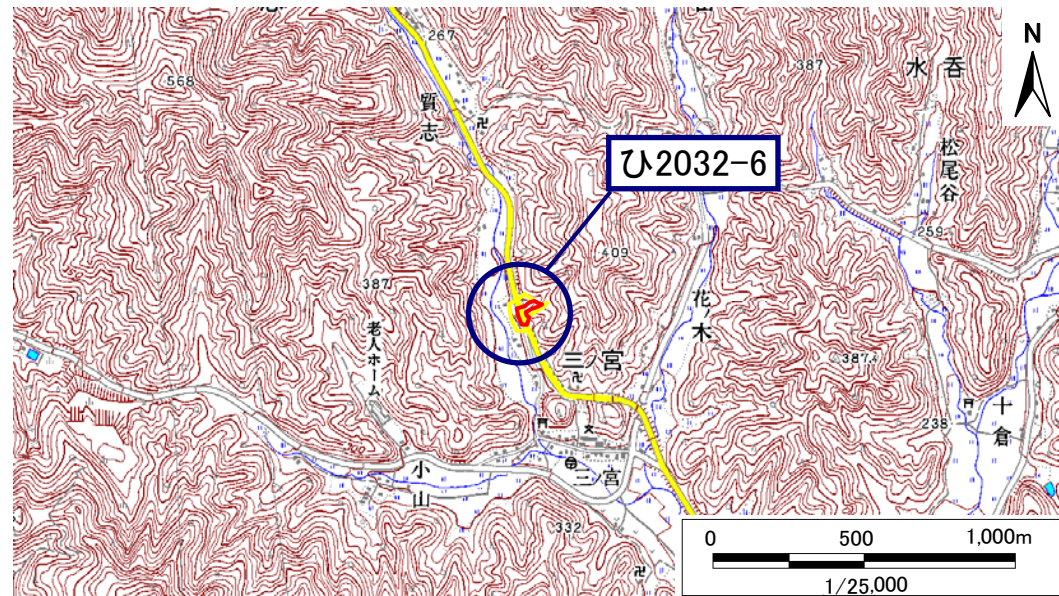 267
N
568
387
水呑
質志
松尾谷
ひ2032-6
259
409
387
花ノ木
老人ホーム
三ノ宮
387.4
十倉
238
小山
三ノ宮
332
0 500 1,000m
1/25,000